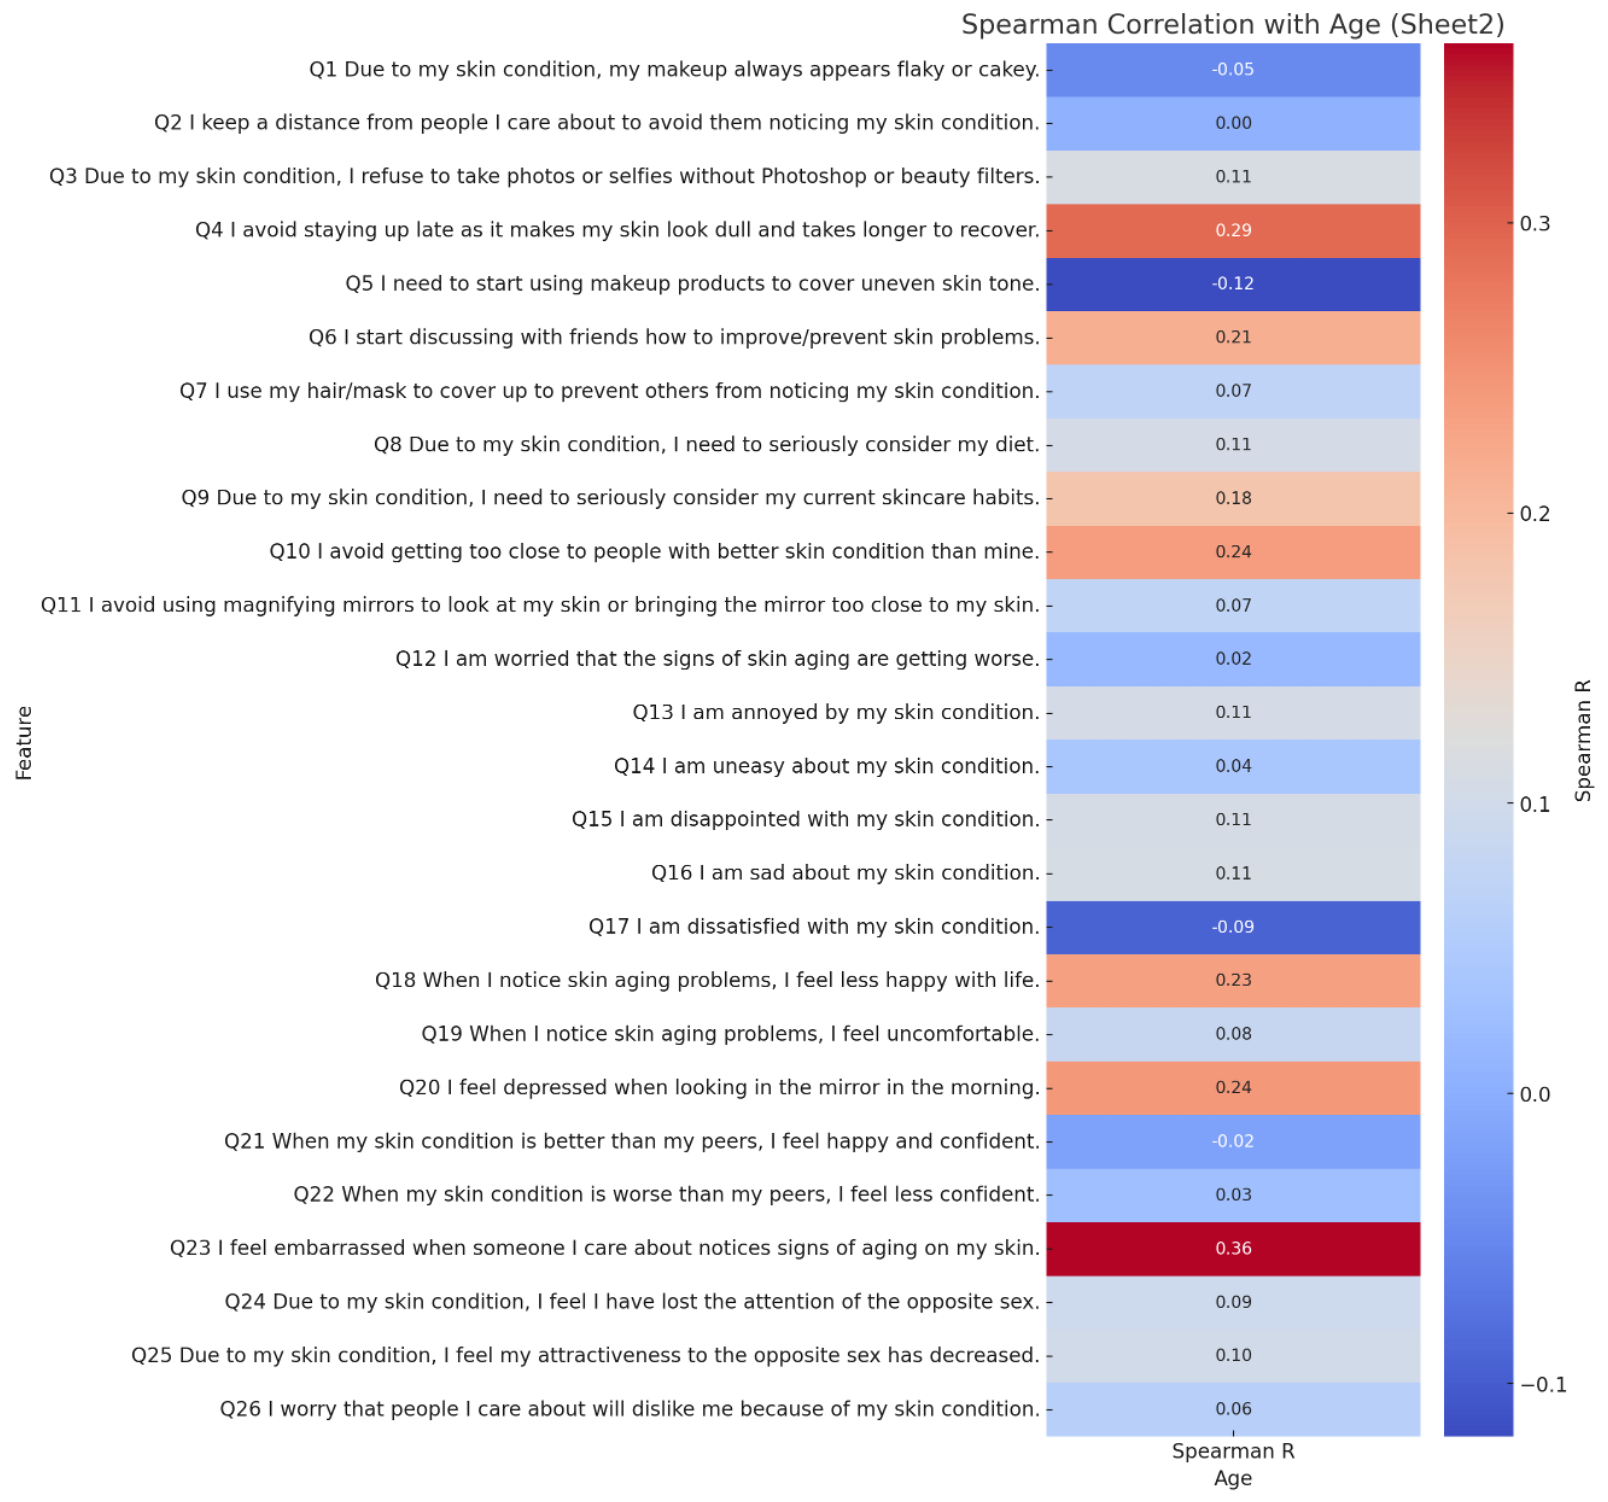 Spearman Correlation with Age (Sheet2)
Q1 Due to my skin condition, my makeup always appears flaky or cakey. -0.05
Q2 I keep a distance from people I care about to avoid them noticing my skin condition. 0.00
Q3 Due to my skin condition, I refuse to take photos or selfies without Photoshop or beauty filters. 0.11
Q4 I avoid staying up late as it makes my skin look dull and takes longer to recover. 0.29
Q5 I need to start using makeup products to cover uneven skin tone. -0.12
Q6 I start discussing with friends how to improve/prevent skin problems. 0.21
Q7 I use my hair/mask to cover up to prevent others from noticing my skin condition. 0.07
Q8 Due to my skin condition, I need to seriously consider my diet. 0.11
Q9 Due to my skin condition, I need to seriously consider my current skincare habits. 0.18
Q10 I avoid getting too close to people with better skin condition than mine. 0.24
Q11 I avoid using magnifying mirrors to look at my skin or bringing the mirror too close to my skin. 0.07
Q12 I am worried that the signs of skin aging are getting worse. 0.02
Q13 I am annoyed by my skin condition. 0.11
Q14 I am uneasy about my skin condition. 0.04
Q15 I am disappointed with my skin condition. 0.11
Q16 I am sad about my skin condition. 0.11
Q17 I am dissatisfied with my skin condition. -0.09
Q18 When I notice skin aging problems, I feel less happy with life. 0.23
Q19 When I notice skin aging problems, I feel uncomfortable. 0.08
Q20 I feel depressed when looking in the mirror in the morning. 0.24
Q21 When my skin condition is better than my peers, I feel happy and confident. -0.02
Q22 When my skin condition is worse than my peers, I feel less confident. 0.03
Q23 I feel embarrassed when someone I care about notices signs of aging on my skin. 0.36
Q24 Due to my skin condition, I feel I have lost the attention of the opposite sex. 0.09
Q25 Due to my skin condition, I feel my attractiveness to the opposite sex has decreased. 0.10
Q26 I worry that people I care about will dislike me because of my skin condition. 0.06
Feature
Spearman R
Age
0.3
0.2
0.1
0.0
−0.1
Spearman R